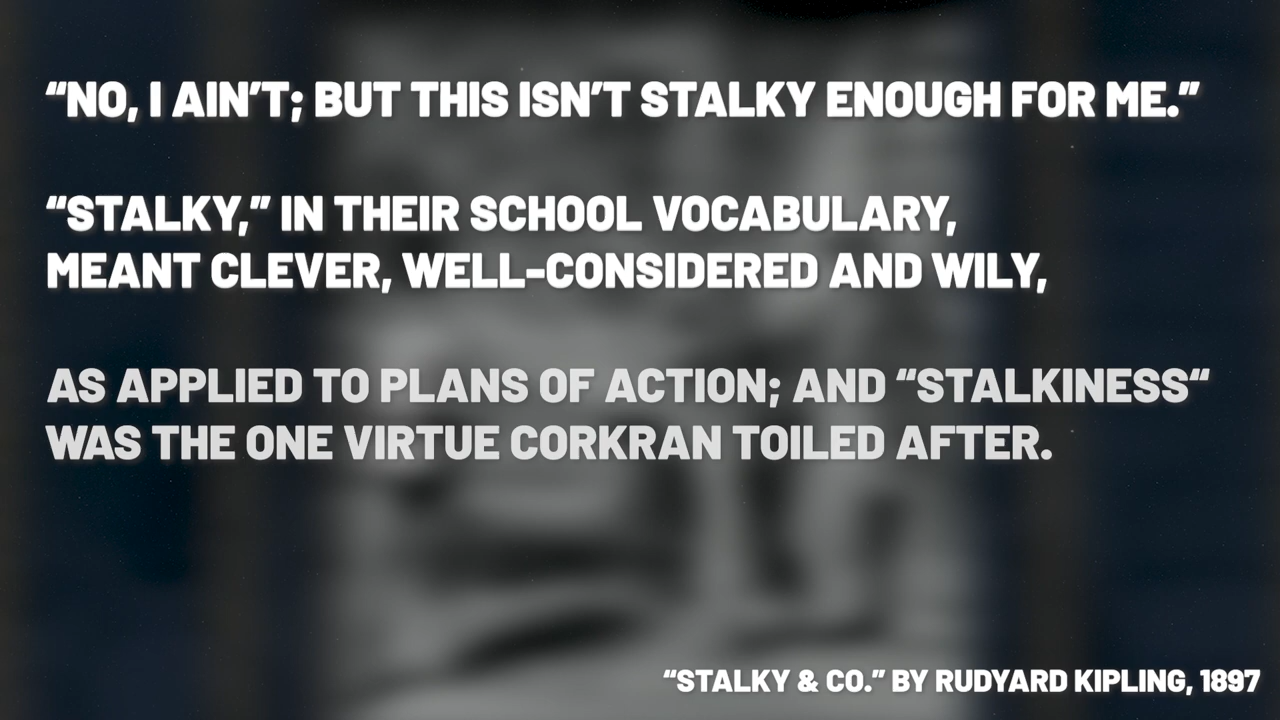 “NO, I AIN’T; BUT THIS ISN’T STALKY ENOUGH FOR ME.”
“STALKY,” IN THEIR SCHOOL VOCABULARY,
MEANT CLEVER, WELL-CONSIDERED AND WILY,
AS APPLIED TO PLANS OF ACTION; AND “STALKINESS“
WAS THE ONE VIRTUE CORKRAN TOILED AFTER.
“STALKY & CO.” BY RUDYARD KIPLING, 1897